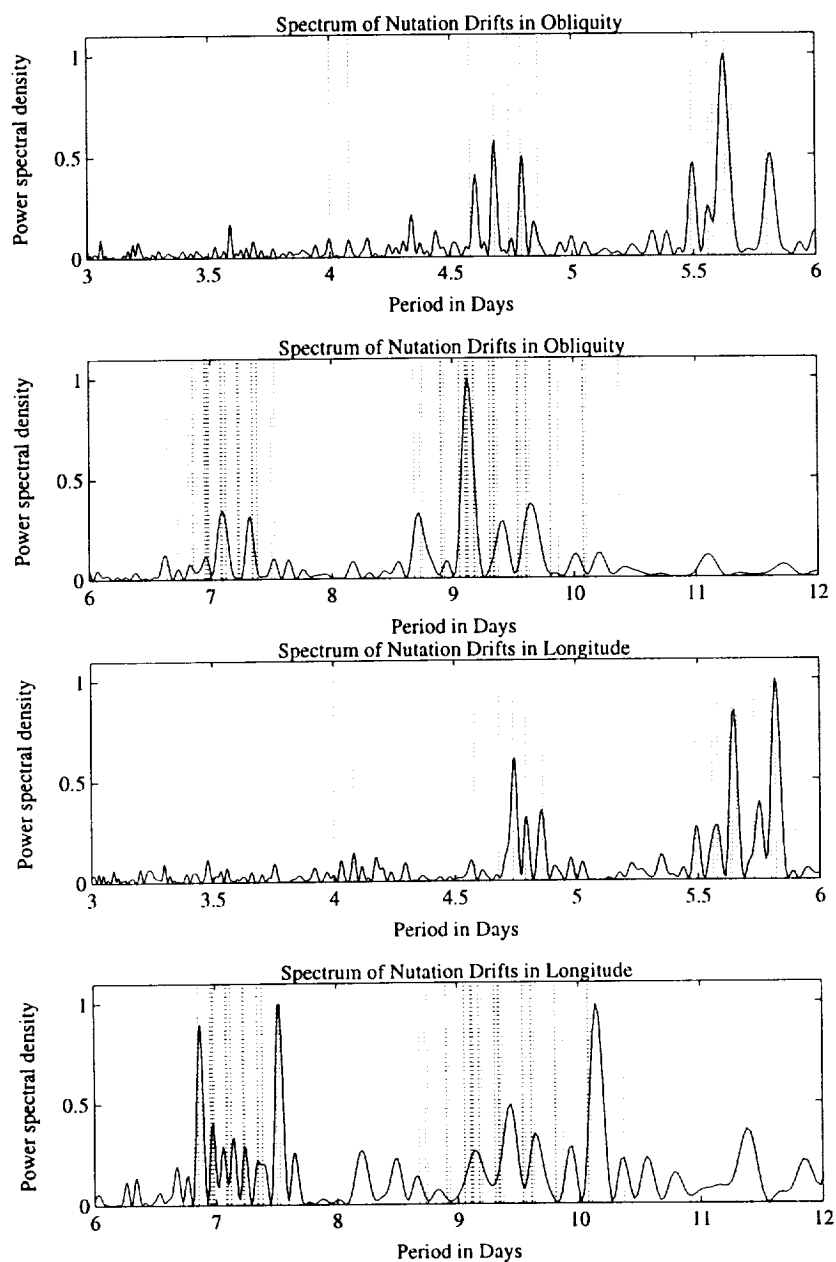 Spectrum of Nutation Drifts in Obliquity
Power spectral density
1
0.5
0
3 3.5 4 4.5 5 5.5 6
Period in Days
Spectrum of Nutation Drifts in Obliquity
Power spectral density
1
0.5
0
6 7 8 9 10 11 12
Period in Days
Spectrum of Nutation Drifts in Longitude
Power spectral density
1
0.5
0
3 3.5 4 4.5 5 5.5 6
Period in Days
Spectrum of Nutation Drifts in Longitude
Power spectral density
1
0.5
0
6 7 8 9 10 11 12
Period in Days